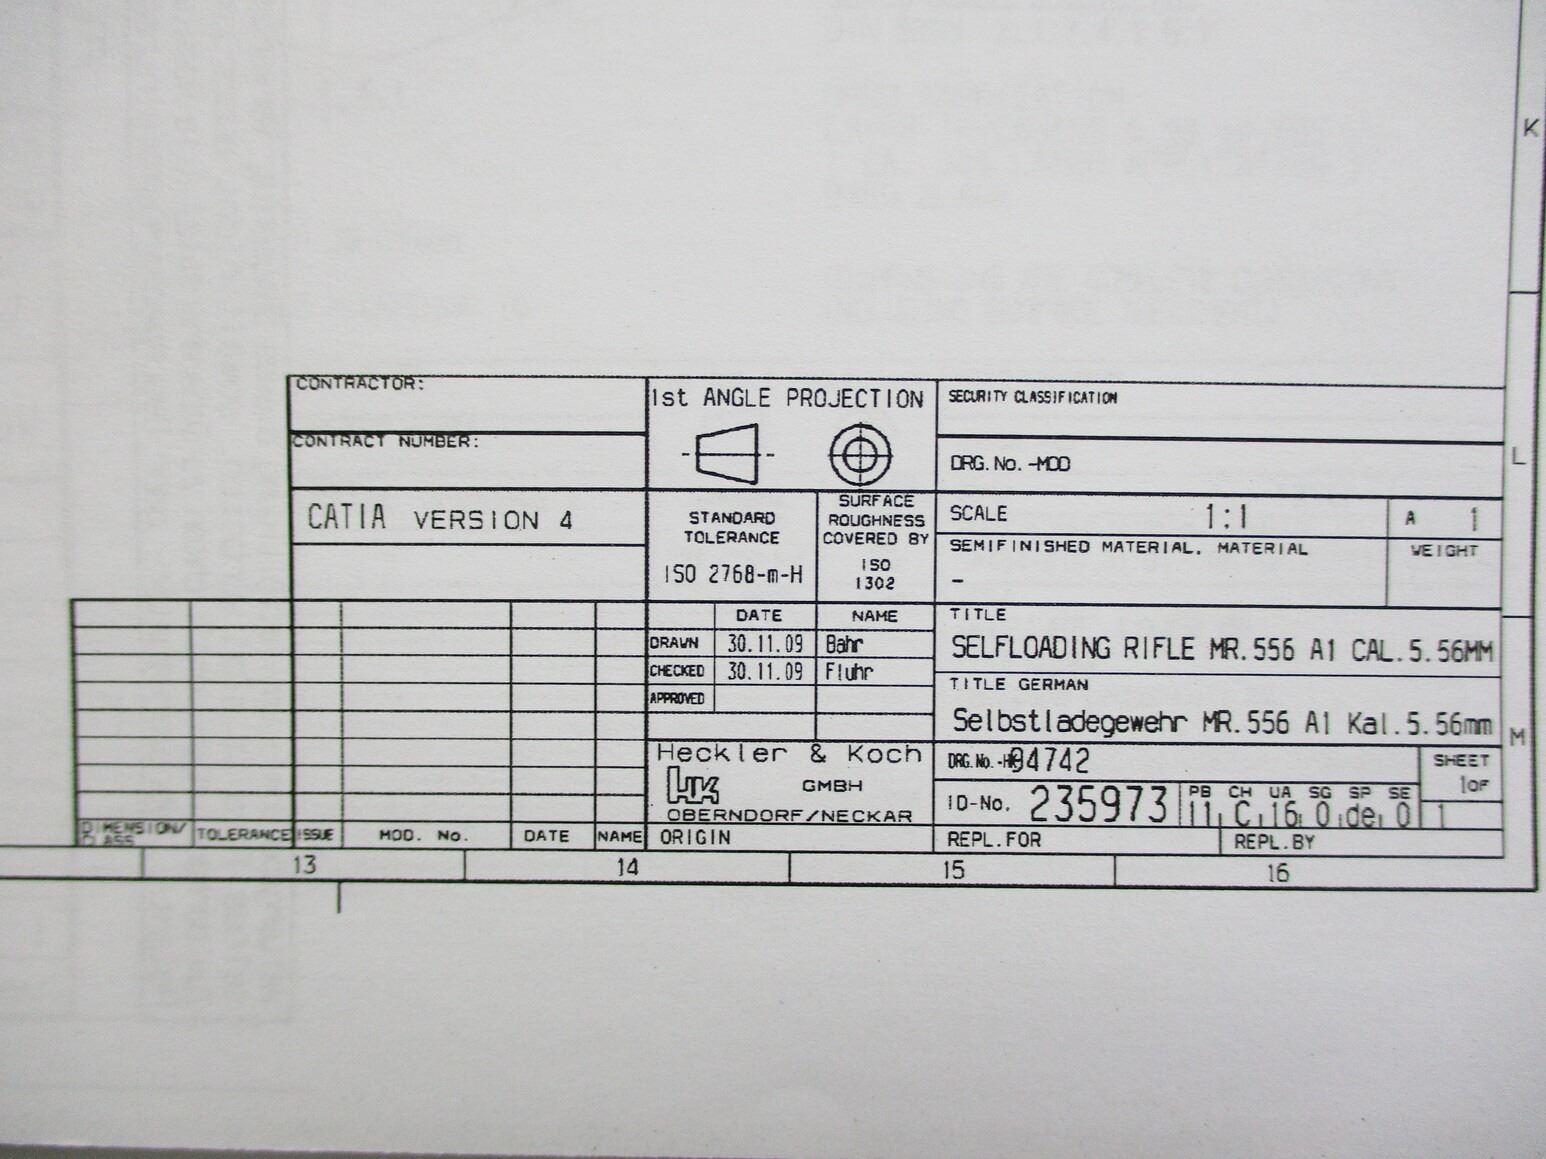 K
L
M
CONTRACTOR:
CONTRACT NUMBER:
CATIA VERSION 4
1st ANGLE PROJECTION
STANDARD
TOLERANCE
ISO 2768-m-H
SURFACE
ROUGHNESS
COVERED BY
ISO
1302
SECURITY CLASSIFICATION
DRG.No.-MOD
SCALE 1:1
A 1
SEMIFINISHED MATERIAL, MATERIAL
-
WEIGHT
DATE NAME
DRAWN 30.11.09 Bahr
CHECKED 30.11.09 Fluhr
APPROVED
TITLE
SELFLOADING RIFLE MR.556 A1 CAL.5.56MM
TITLE GERMAN
Selbstladegewehr MR.556 A1 Kal.5.56mm
Heckler & Koch
HK GMBH
OBERNDORF/NECKAR
ORIGIN
DRG.No.-HK 94742
ID-No. 235973
PB CH UA SG SP SE
11 C 16 0 de 0
SHEET
1OF
1
REPL.FOR
REPL.BY
DIMENSION/
CLASS
TOLERANCE ISSUE MOD. No. DATE NAME
13 14 15 16